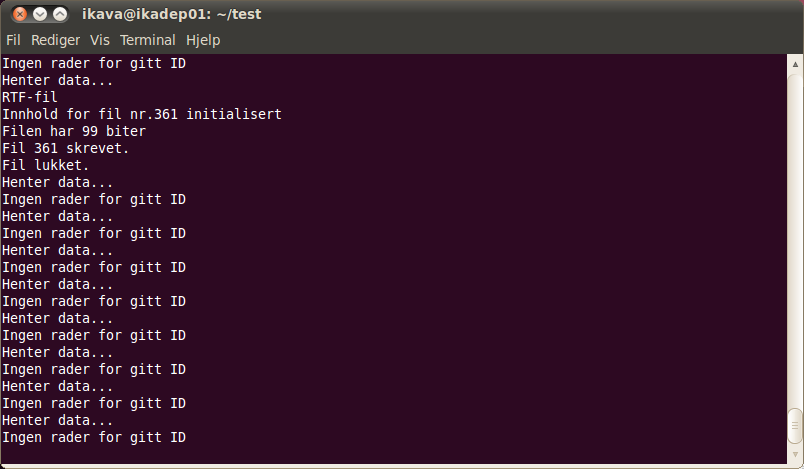 ikava@ikadep01: ~/test
Fil Rediger Vis Terminal Hjelp
Ingen rader for gitt ID
Henter data...
RTF-fil
Innhold for fil nr.361 initialisert
Filen har 99 biter
Fil 361 skrevet.
Fil lukket.
Henter data...
Ingen rader for gitt ID
Henter data...
Ingen rader for gitt ID
Henter data...
Ingen rader for gitt ID
Henter data...
Ingen rader for gitt ID
Henter data...
Ingen rader for gitt ID
Henter data...
Ingen rader for gitt ID
Henter data...
Ingen rader for gitt ID
Henter data...
Ingen rader for gitt ID